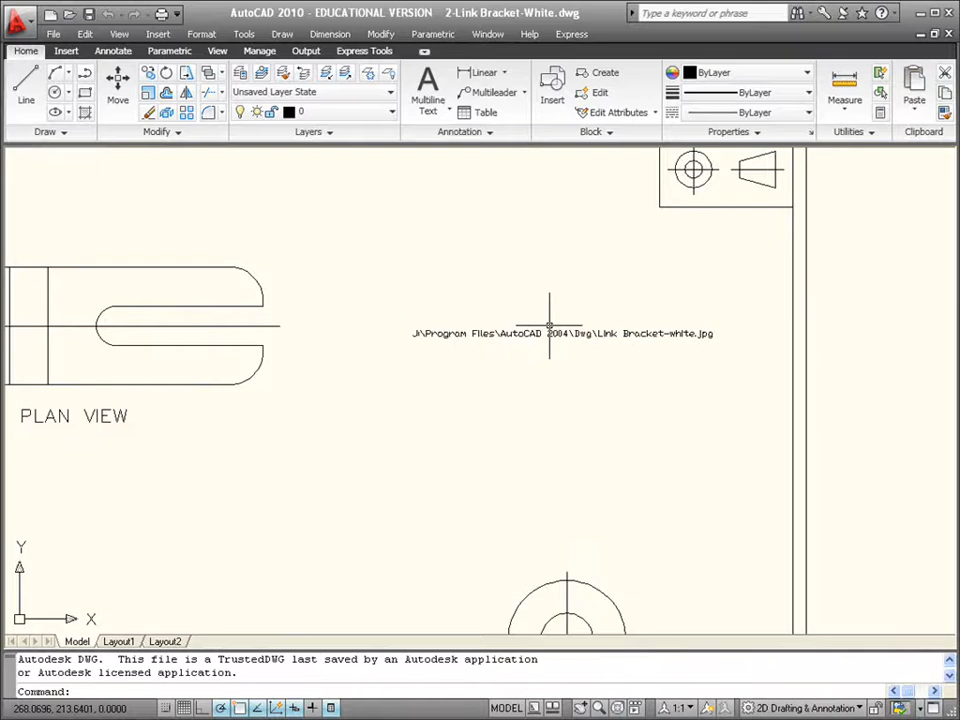 AutoCAD 2010 - EDUCATIONAL VERSION 2-Link Bracket-White.dwg
Type a keyword or phrase
File Edit View Insert Format Tools Draw Dimension Modify Parametric Window Help Express
Home Insert Annotate Parametric View Manage Output Express Tools
Line
Move
Unsaved Layer State
0
Multiline
Text
Linear
Multileader
Table
Insert
Create
Edit
Edit Attributes
ByLayer
ByLayer
ByLayer
Measure
Paste
Draw Modify Layers Annotation Block Properties Utilities Clipboard
J:\Program Files\AutoCAD 2004\Dwg\Link Bracket-white.jpg
PLAN VIEW
Y
X
Model Layout1 Layout2
Autodesk DWG. This file is a TrustedDWG last saved by an Autodesk application
or Autodesk licensed application.
Command:
268.0696, 213.6401, 0.0000
MODEL
1:1
2D Drafting & Annotation